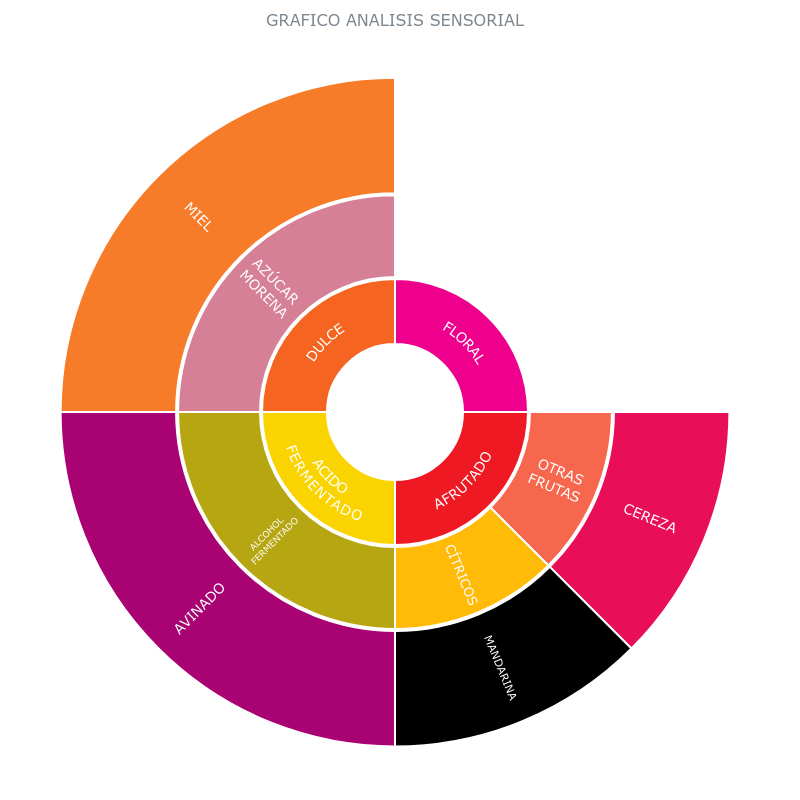 GRAFICO ANALISIS SENSORIAL
MIEL
AZÚCAR
MORENA
DULCE
FLORAL
ACIDO
FERMENTADO
AFRUTADO
OTRAS
FRUTAS
CEREZA
ALCOHOL
FERMENTADO
CÍTRICOS
AVINADO
MANDARINA